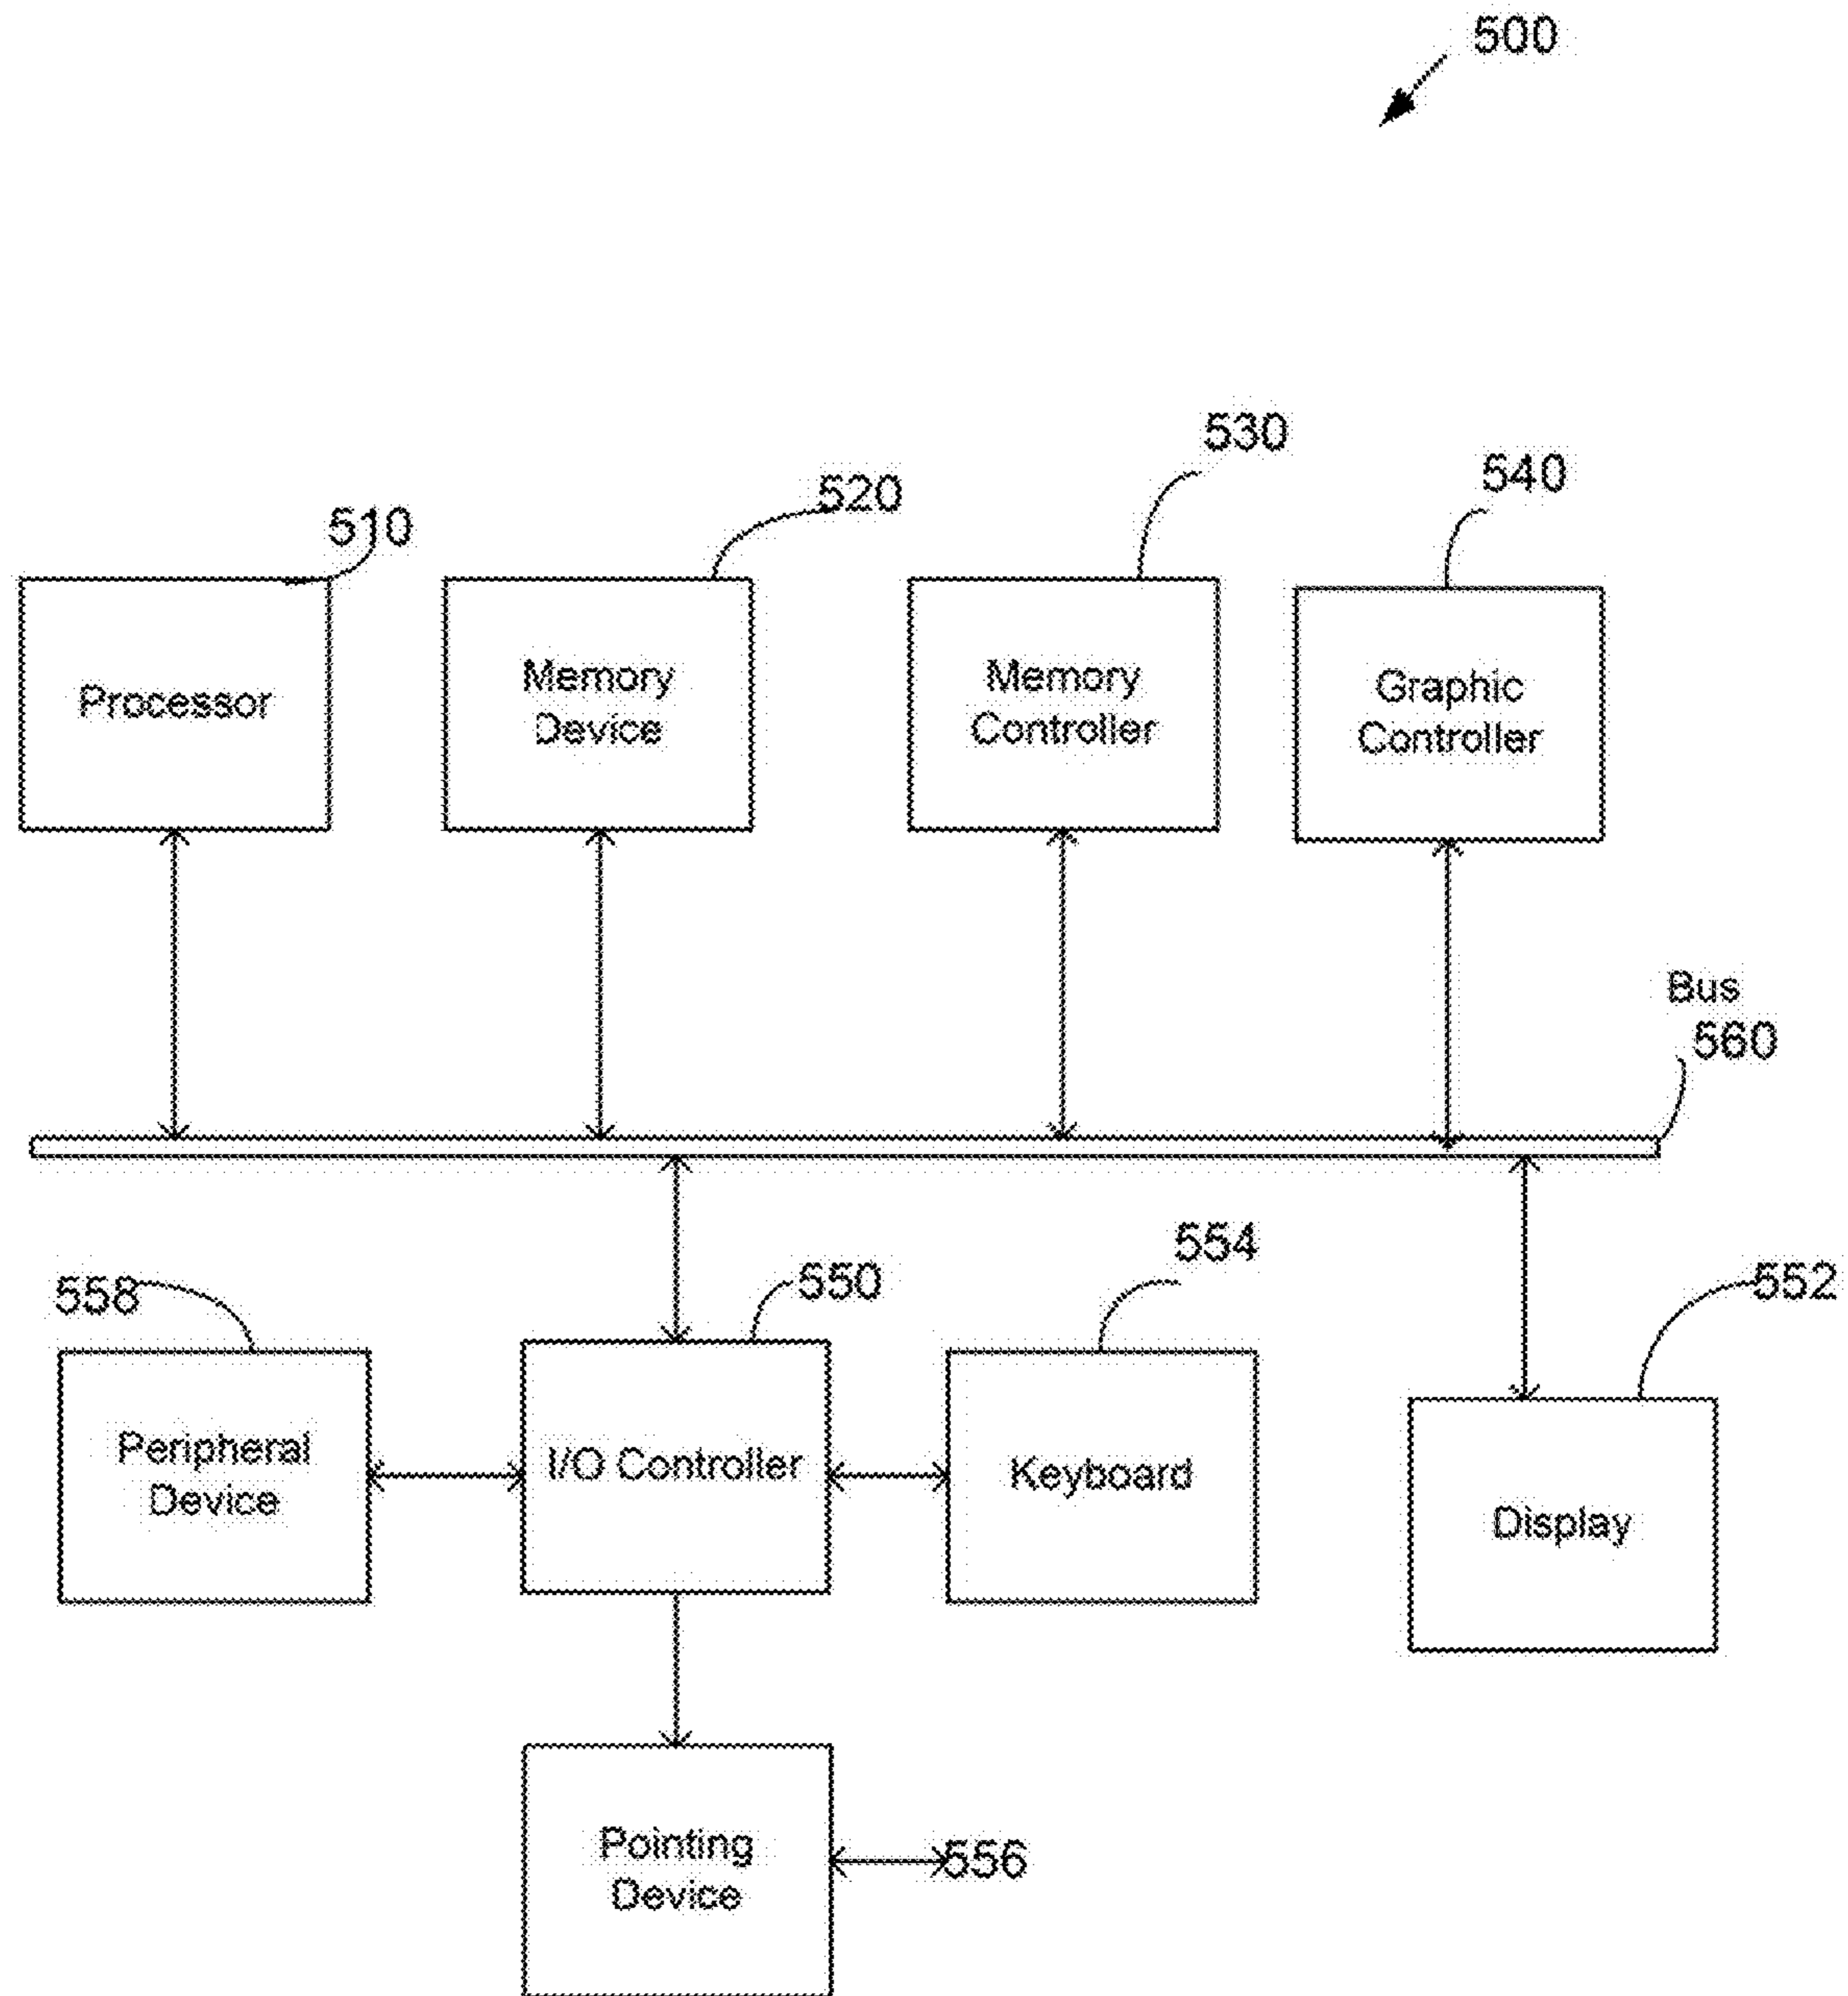 500
530
540
520
510
Processor
Memory
Device
Memory
Controller
Graphic
Controller
Bus
560
554
550
552
558
Peripheral
Device
I/O Controller
Keyboard
Display
Pointing
Device
556